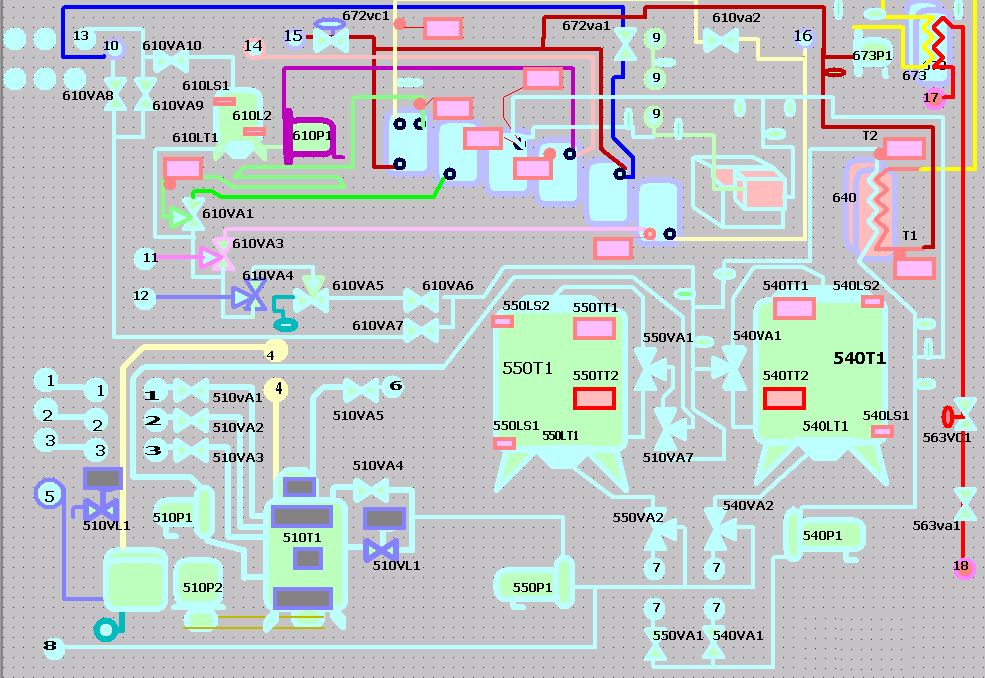 672vc1
13
10
610VA10
14
15
672va1
610va2
16
9
673P1
673
17
9
610VA8
610VA9
610LS1
610L2
610LT1
610P1
9
T2
640
T1
610VA1
610VA3
11
610VA4
12
610VA5
610VA6
610VA7
550LS2
550TT1
550VA1
540TT1
540LS2
540VA1
4
550T1
550TT2
540T1
540TT2
1
1
1
510vA1
4
6
2
2
2
510VA2
510VA5
550LS1
550LT1
540LT1
540LS1
3
3
3
510VA3
510VA4
510VA7
563VC1
5
510VL1
510P1
510T1
510VL1
550VA2
540VA2
540P1
563va1
510P2
550P1
7
7
18
7
7
550VA1
540VA1
8